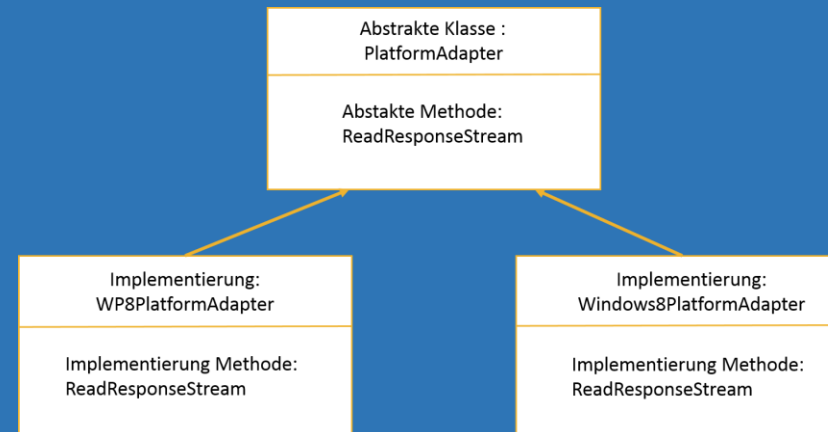 Abstrakte Klasse :
PlatformAdapter
Abstakte Methode:
ReadResponseStream
Implementierung:
WP8PlatformAdapter
Implementierung Methode:
ReadResponseStream
Implementierung:
Windows8PlatformAdapter
Implementierung Methode:
ReadResponseStream